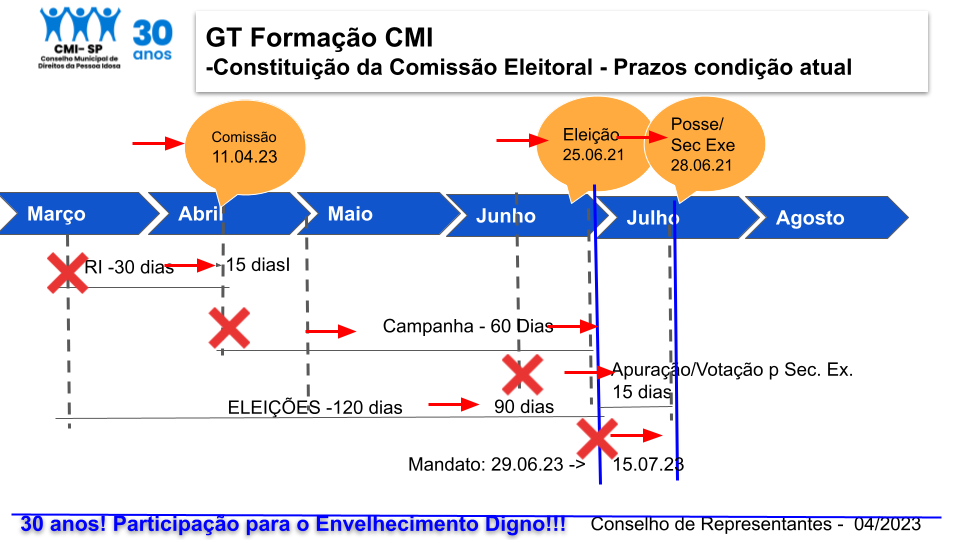 CMI- SP
Conselho Municipal de
Direitos da Pessoa Idosa
30
anos
GT Formação CMI
-Constituição da Comissão Eleitoral - Prazos condição atual
Comissão
11.04.23
Eleição
25.06.21
Posse/
Sec Exe
28.06.21
Março
Abril
Maio
Junho
Julho
Agosto
RI -30 dias
15 diasI
Campanha - 60 Dias
Apuração/Votação p Sec. Ex.
15 dias
ELEIÇÕES -120 dias
90 dias
Mandato: 29.06.23 ->
15.07.23
30 anos! Participação para o Envelhecimento Digno!!!
Conselho de Representantes - 04/2023